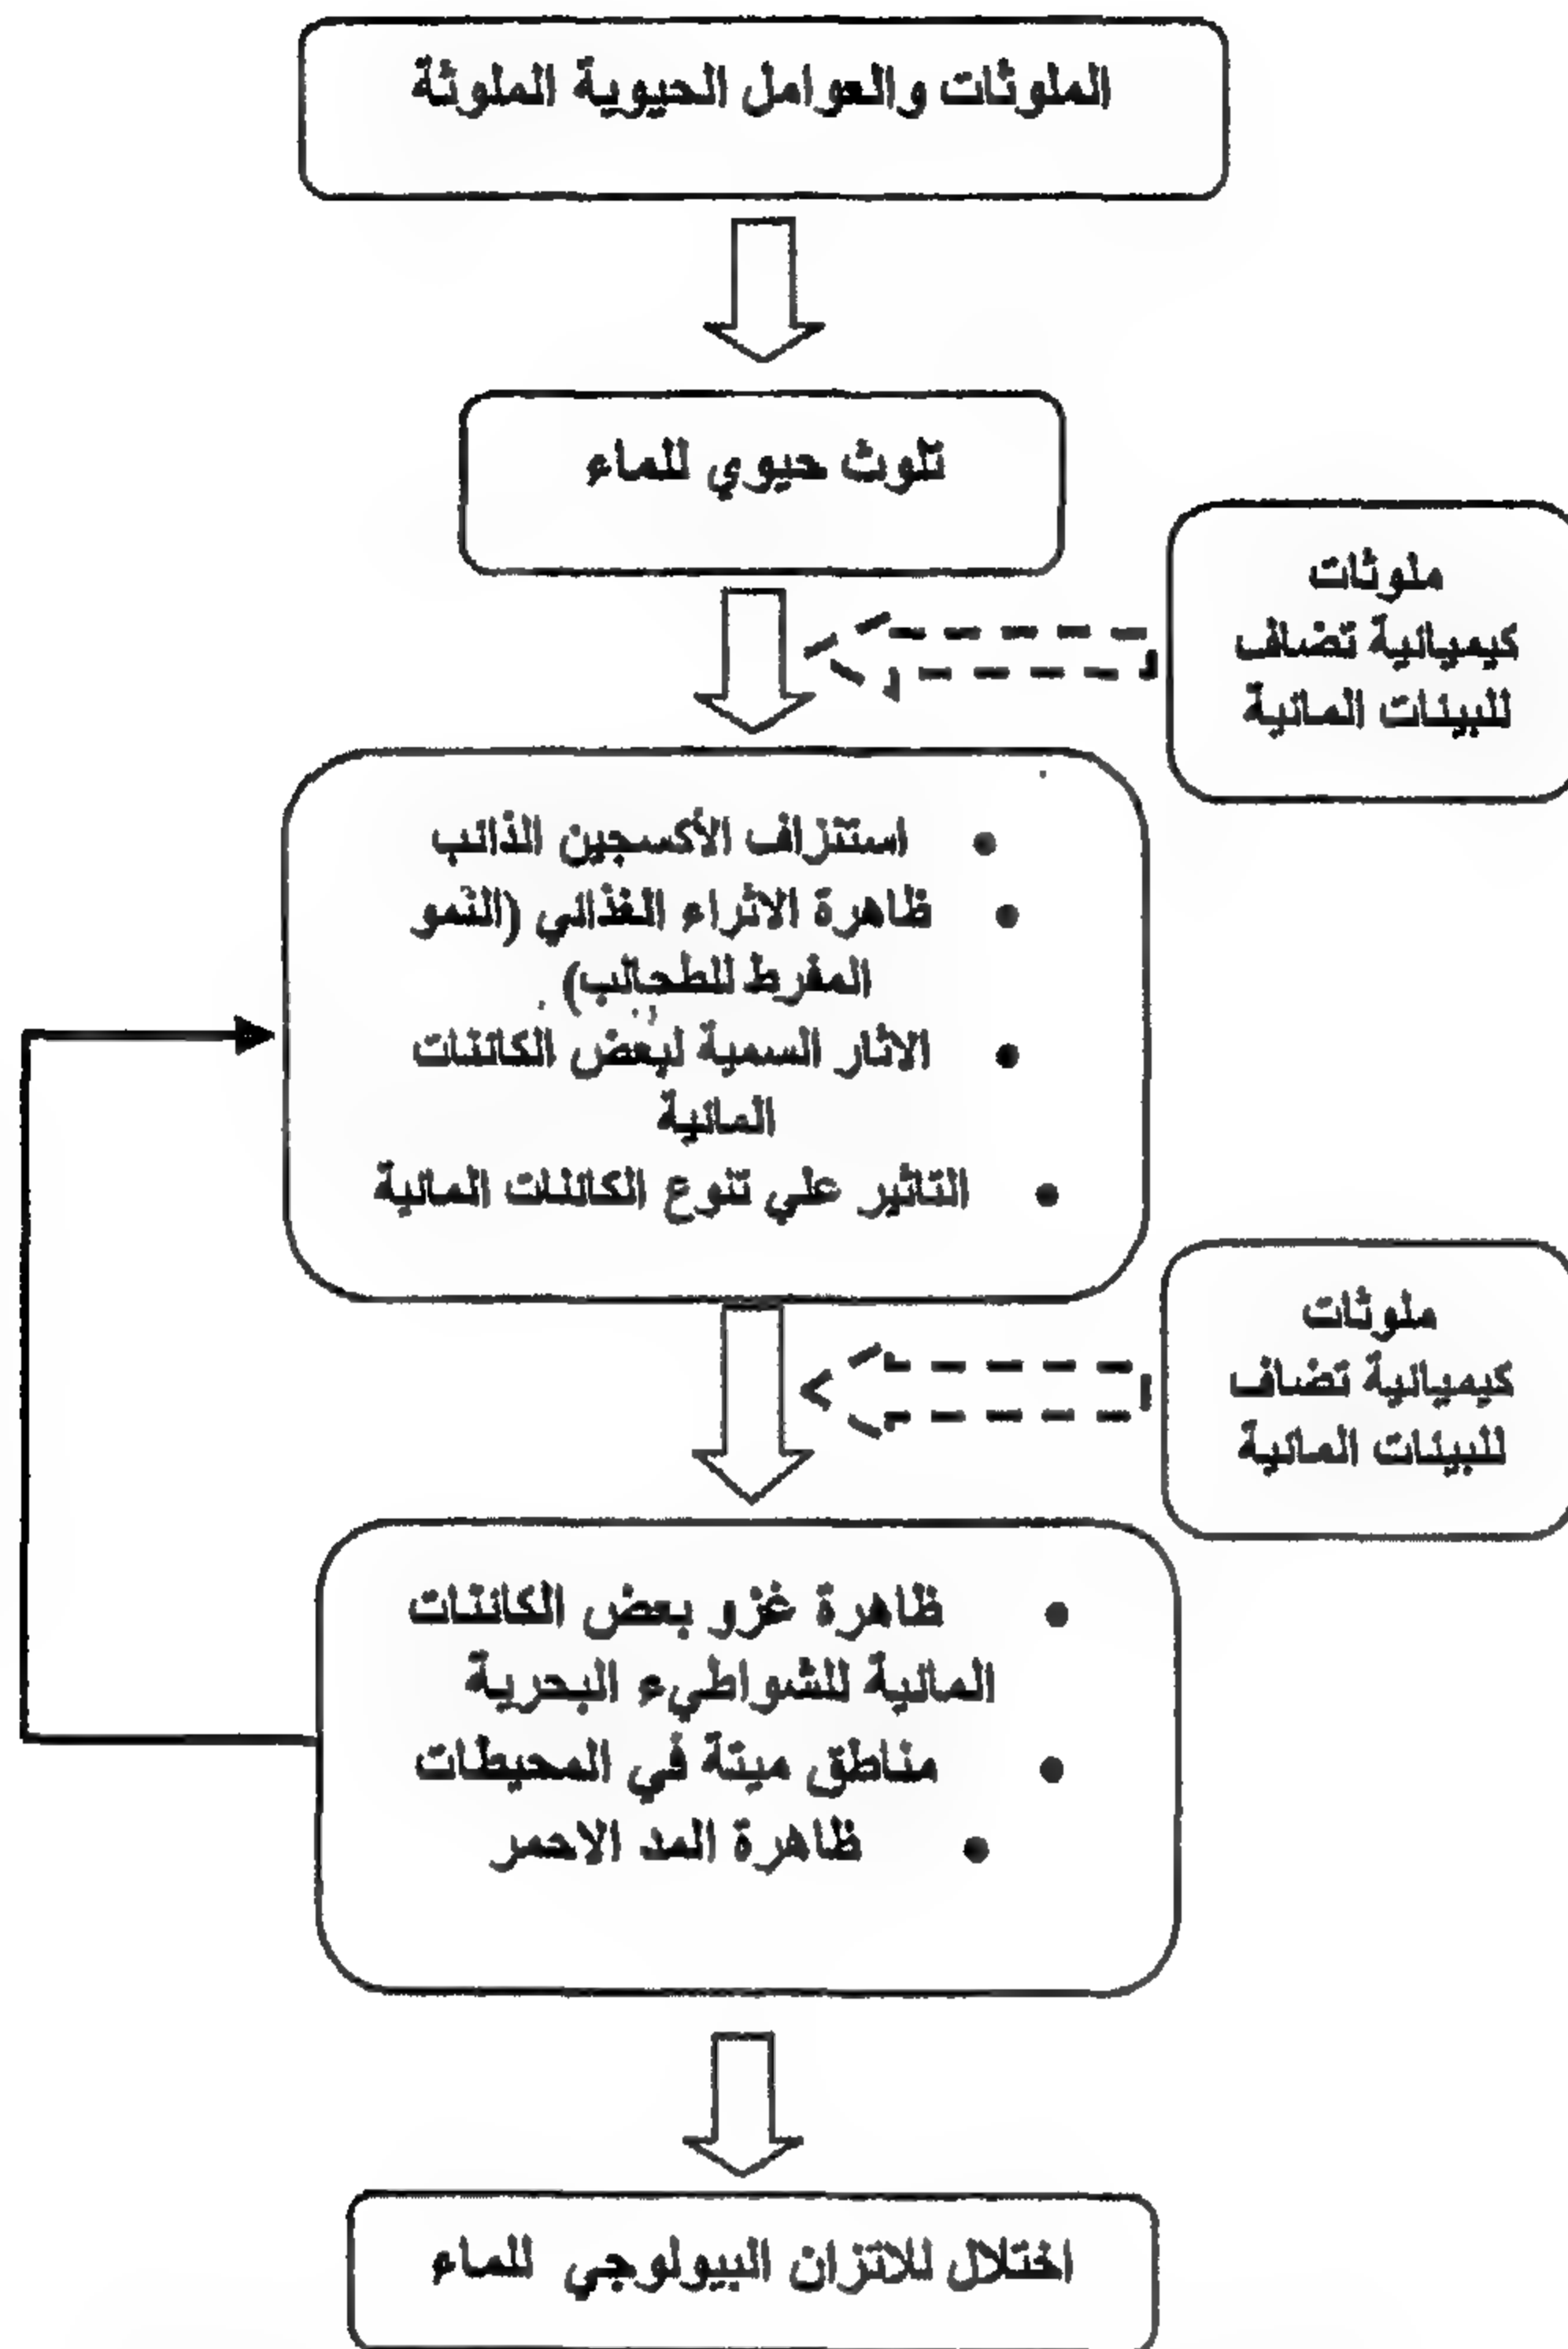 الملوثات والعوامل الحيوية الملوثة
تلوث حيوي للماء
ملوثات
كيميائية تضاف
للبيئات المائية
• استنزاف الأكسجين الذائب
• ظاهرة الاثراء الغذائي (النمو
المفرط للطحالب)
• الاثار السمية لبعض الكائنات
المائية
• التاثير علي تنوع الكائنات المائية
ملوثات
كيميائية تضاف
للبيئات المائية
• ظاهرة غزو بعض الكائنات
المائية للشواطيء البحرية
• مناطق ميتة في المحيطات
• ظاهرة المد الاحمر
اختلال للاتزان البيولوجي للماء